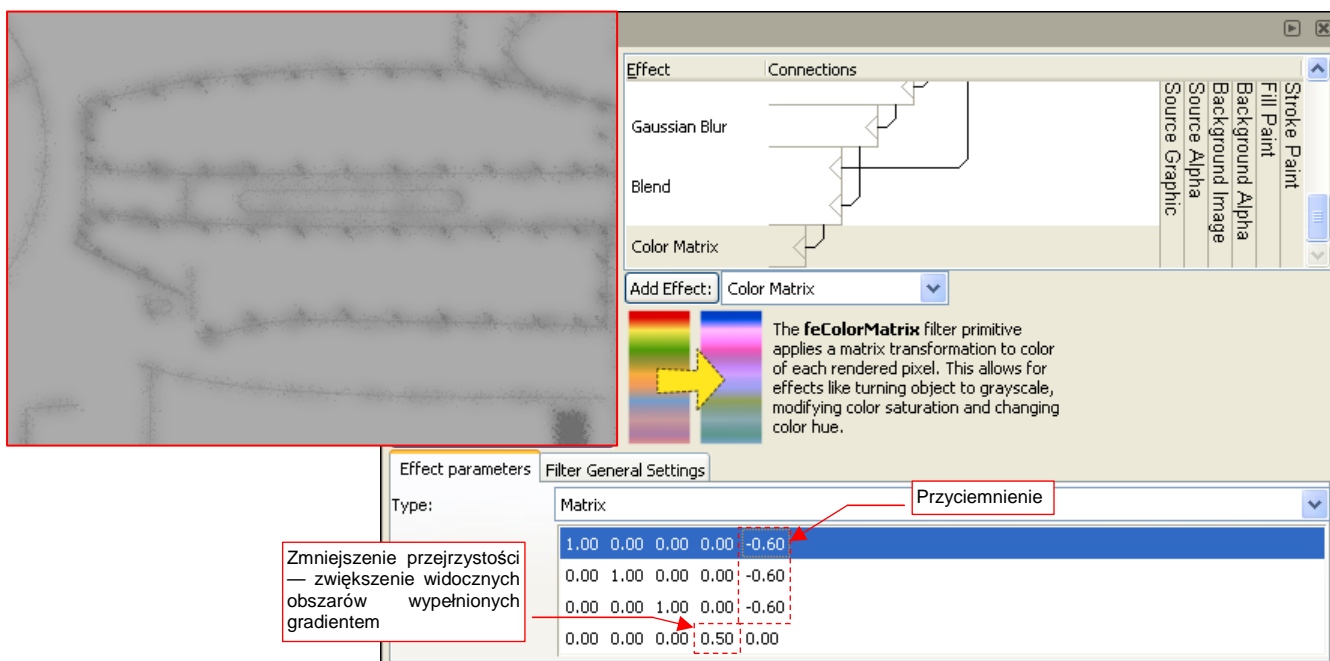 Effect Connections
Gaussian Blur
Blend
Color Matrix
Source Graphic
Source Alpha
Background Image
Background Alpha
Fill Paint
Stroke Paint
Add Effect: Color Matrix
The feColorMatrix filter primitive
applies a matrix transformation to color
of each rendered pixel. This allows for
effects like turning object to grayscale,
modifying color saturation and changing
color hue.
Effect parameters Filter General Settings
Type: Matrix
Przyciemnienie
1.00 0.00 0.00 0.00 -0.60
0.00 1.00 0.00 0.00 -0.60
0.00 0.00 1.00 0.00 -0.60
0.00 0.00 0.00 0.50 0.00
Zmniejszenie przejrzystości
— zwiększenie widocznych
obszarów wypełnionych
gradientem